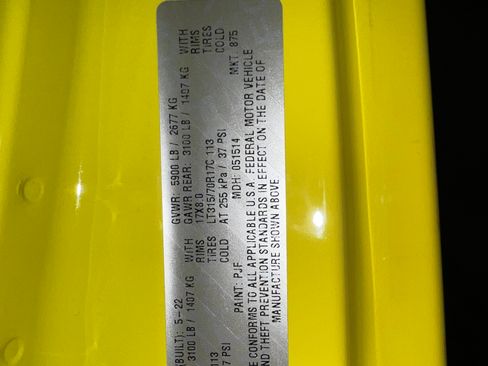 (BUILT): 5-22 GVWR: 5900 LB / 2677 KG
3100 LB / 1407 KG WITH GAWR REAR: 3100 LB / 1407 KG WITH
RIMS 17X8.0 RIMS
113 TIRES LT315/70R17C 113 TIRES
7 PSI COLD AT 255 kPa / 37 PSI COLD
PAINT: PJF MDH: 051514 MKT: 875
E CONFORMS TO ALL APPLICABLE U.S.A. FEDERAL MOTOR VEHICLE
ND THEFT PREVENTION STANDARDS IN EFFECT ON THE DATE OF
MANUFACTURE SHOWN ABOVE.